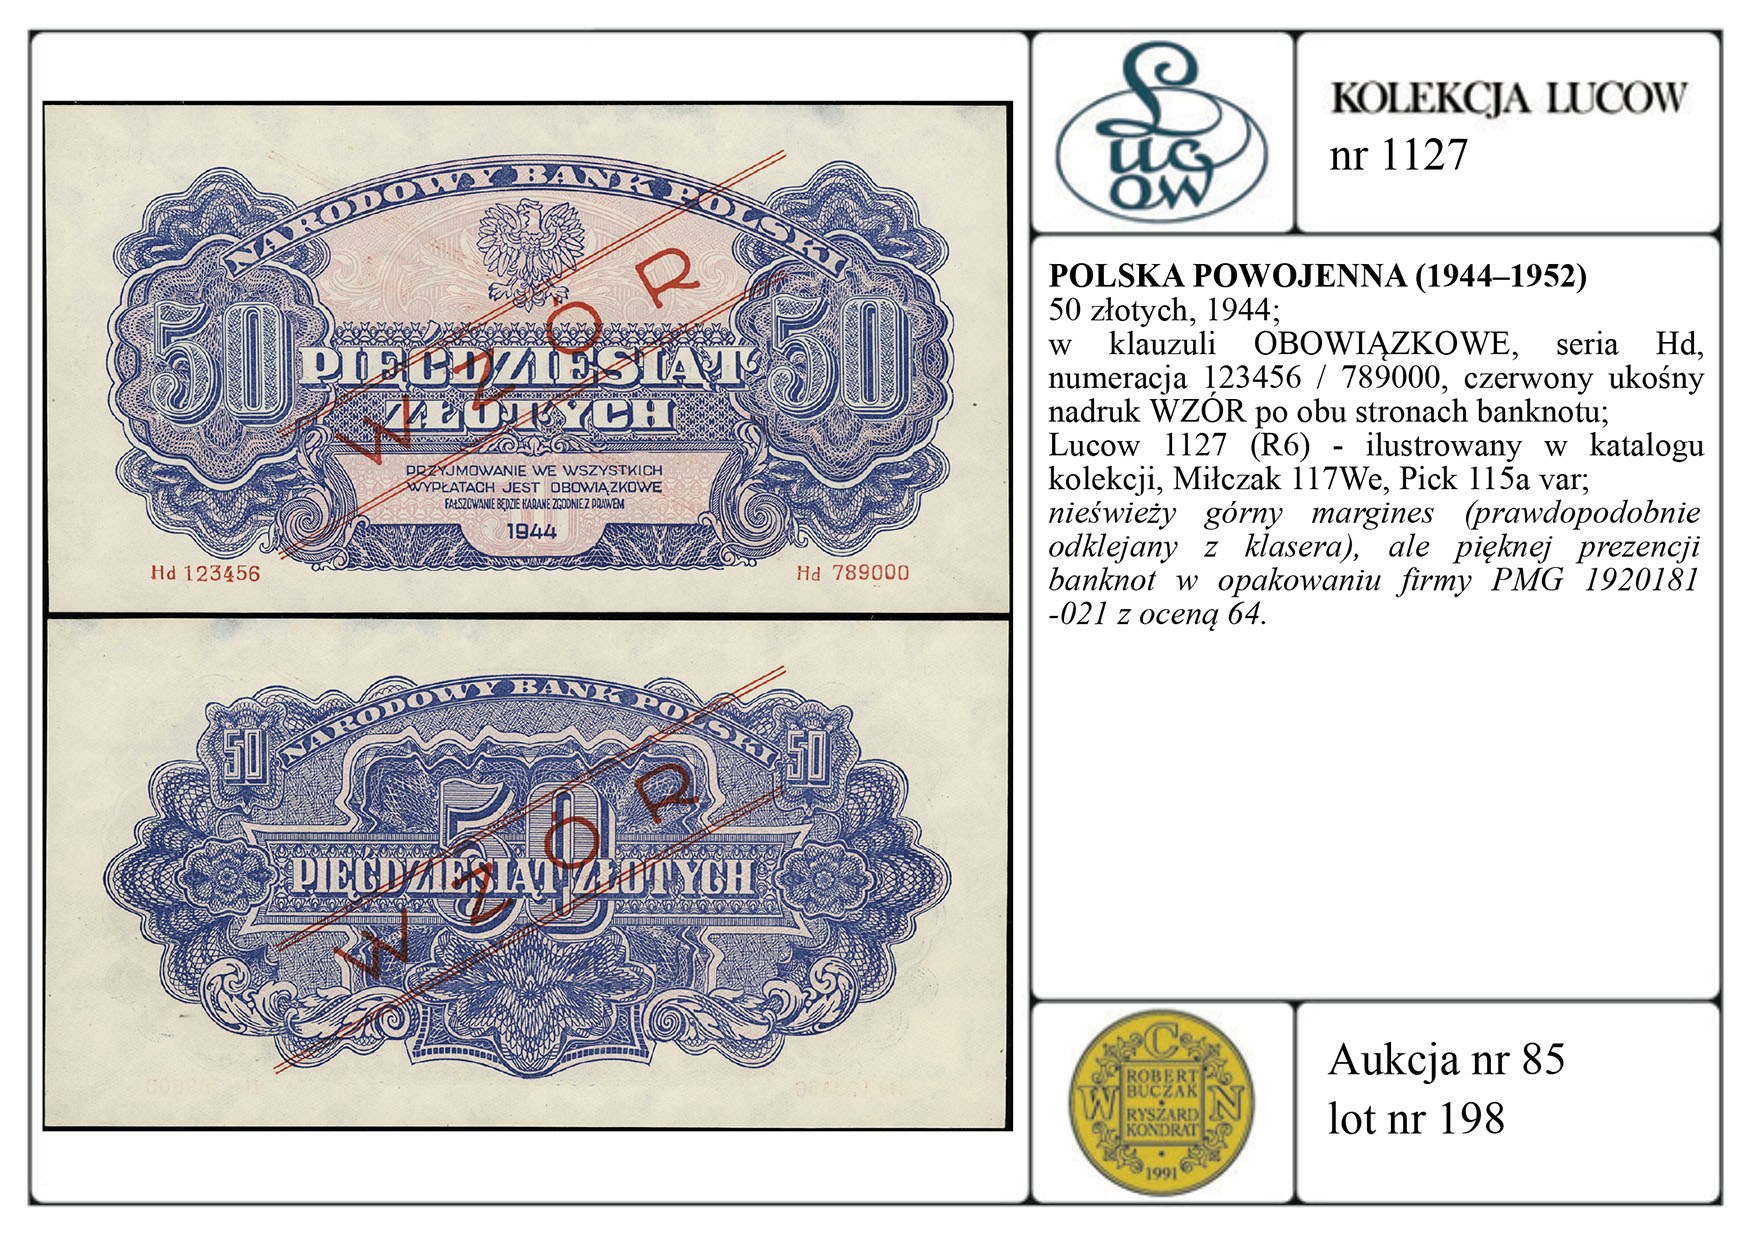 NARODOWY BANK POLSKI
50
50
PIĘĆDZIESIĄT
ZŁOTYCH
WZÓR
PRZYJMOWANIE WE WSZYSTKICH
WYPŁATACH JEST OBOWIĄZKOWE
FAŁSZOWANIE BĘDZIE KARANE ZGODNIE Z PRAWEM
1944
Hd 123456
Hd 789000
NARODOWY BANK POLSKI
50
50
50
PIĘĆDZIESIĄT ZŁOTYCH
WZÓR
Lucow
KOLEKCJA LUCOW
nr 1127
POLSKA POWOJENNA (1944–1952)
50 złotych, 1944;
w klauzuli OBOWIĄZKOWE, seria Hd,
numeracja 123456 / 789000, czerwony ukośny
nadruk WZÓR po obu stronach banknotu;
Lucow 1127 (R6) - ilustrowany w katalogu
kolekcji, Miłczak 117We, Pick 115a var;
nieświeży górny margines (prawdopodobnie
odklejany z klasera), ale pięknej prezencji
banknot w opakowaniu firmy PMG 1920181
-021 z oceną 64.
C
W
N
ROBERT
BUCZAK
RYSZARD
KONDRAT
1991
Aukcja nr 85
lot nr 198